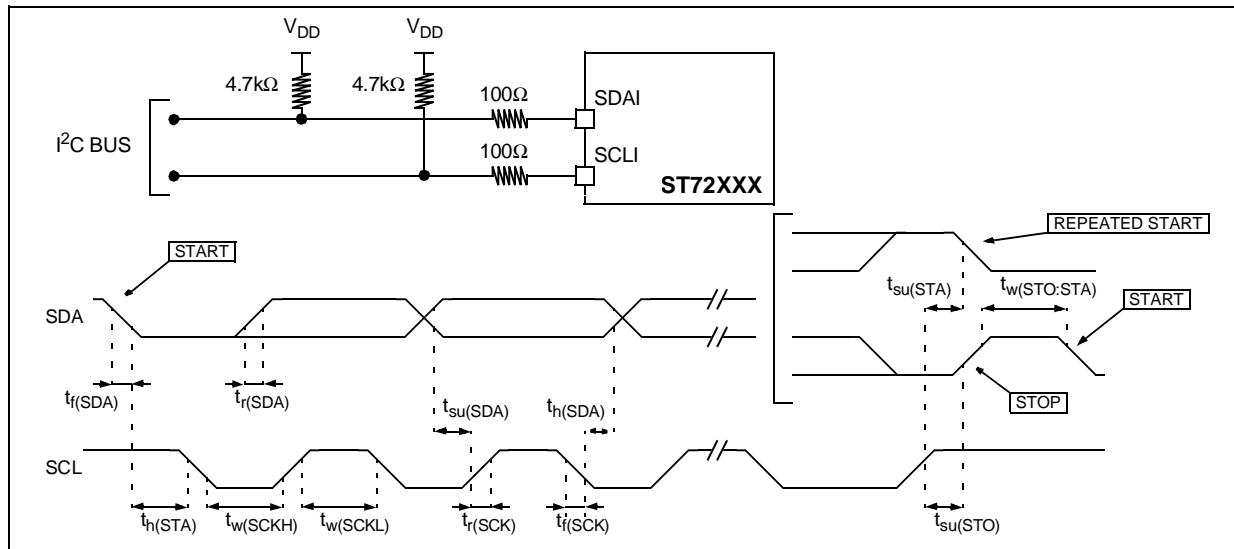 V_DD V_DD
4.7kΩ 4.7kΩ
100Ω
SDAI
I²C BUS
100Ω
SCLI
ST72XXX
REPEATED START
START
t_su(STA) t_w(STO:STA)
START
SDA
t_f(SDA) t_r(SDA)
t_su(SDA) t_h(SDA)
STOP
SCL
t_h(STA) t_w(SCKH) t_w(SCKL) t_r(SCK) t_f(SCK) t_su(STO)